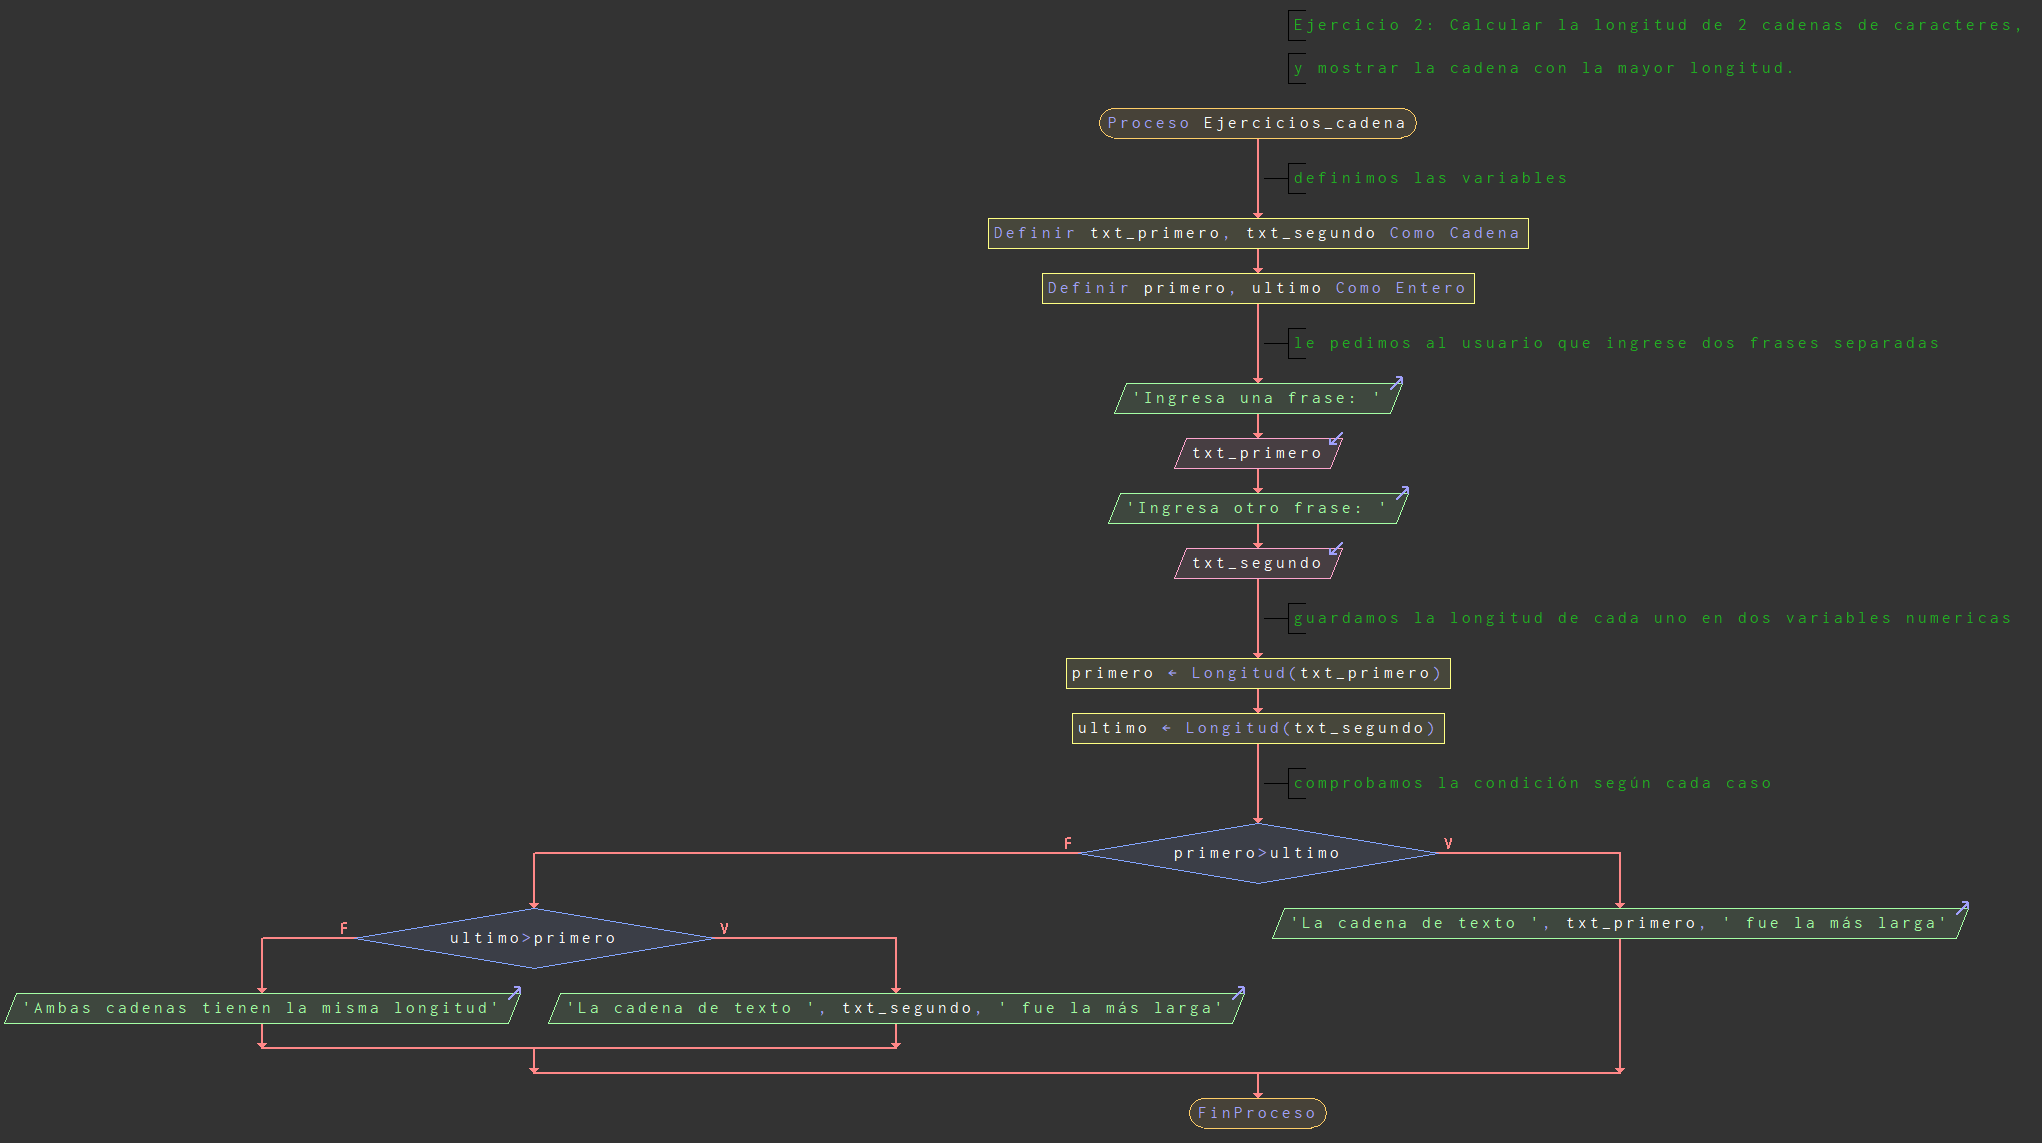 Ejercicio 2: Calcular la longitud de 2 cadenas de caracteres,
y mostrar la cadena con la mayor longitud.
Proceso Ejercicios_cadena
definimos las variables
Definir txt_primero, txt_segundo Como Cadena
Definir primero, ultimo Como Entero
le pedimos al usuario que ingrese dos frases separadas
'Ingresa una frase: '
txt_primero
'Ingresa otro frase: '
txt_segundo
guardamos la longitud de cada uno en dos variables numericas
primero ← Longitud(txt_primero)
ultimo ← Longitud(txt_segundo)
comprobamos la condición según cada caso
F
V
primero>ultimo
'La cadena de texto ', txt_primero, ' fue la más larga'
F
V
ultimo>primero
'Ambas cadenas tienen la misma longitud'
'La cadena de texto ', txt_segundo, ' fue la más larga'
FinProceso